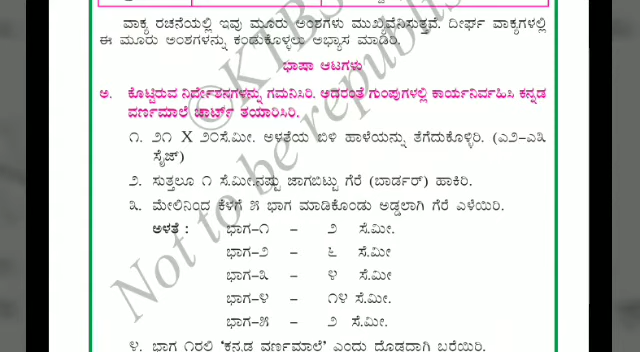 ವಾಕ್ಯ ರಚನೆಯಲ್ಲಿ ಇವು ಮೂರು ಅಂಶಗಳು ಮುಖ್ಯವೆನಿಸುತ್ತವೆ. ದೀರ್ಘ ವಾಕ್ಯಗಳಲ್ಲಿ
ಈ ಮೂರು ಅಂಶಗಳನ್ನು ಕಂಡುಕೊಳ್ಳಲು ಅಭ್ಯಾಸ ಮಾಡಿರಿ.
ಭಾಷಾ ಆಟಗಳು
ಅ. ಕೊಟ್ಟಿರುವ ನಿರ್ದೇಶನಗಳನ್ನು ಗಮನಿಸಿರಿ. ಅದರಂತೆ ಗುಂಪುಗಳಲ್ಲಿ ಕಾರ್ಯನಿರ್ವಹಿಸಿ ಕನ್ನಡ
ವರ್ಣಮಾಲೆ ಚಾರ್ಟ್ ತಯಾರಿಸಿರಿ.
೧. ೨೧ X ೨೦ಸೆ.ಮೀ. ಅಳತೆಯ ಬಿಳಿ ಹಾಳೆಯನ್ನು ತೆಗೆದುಕೊಳ್ಳಿರಿ. (ಎ೨–ಎ೩
ಸೈಜ್)
೨. ಸುತ್ತಲೂ ೧ ಸೆ.ಮೀ.ನಷ್ಟು ಜಾಗಬಿಟ್ಟು ಗೆರೆ (ಬಾರ್ಡರ್) ಹಾಕಿರಿ.
೩. ಮೇಲಿನಿಂದ ಕೆಳಗೆ ೫ ಭಾಗ ಮಾಡಿಕೊಂಡು ಅಡ್ಡಲಾಗಿ ಗೆರೆ ಎಳೆಯಿರಿ.
ಅಳತೆ : ಭಾಗ–೧ – ೨ ಸೆ.ಮೀ.
ಭಾಗ–೨ – ೬ ಸೆ.ಮೀ
ಭಾಗ–೩ – ೪ ಸೆ.ಮೀ
ಭಾಗ–೪ – ೧೪ ಸೆ.ಮೀ.
ಭಾಗ–೫ – ೨ ಸೆ.ಮೀ.
೪. ಭಾಗ ೧ರಲ್ಲಿ 'ಕನ್ನಡ ವರ್ಣಮಾಲೆ' ಎಂದು ದೊಡ್ಡದಾಗಿ ಬರೆಯಿರಿ.
©KTBS
Not to be republis